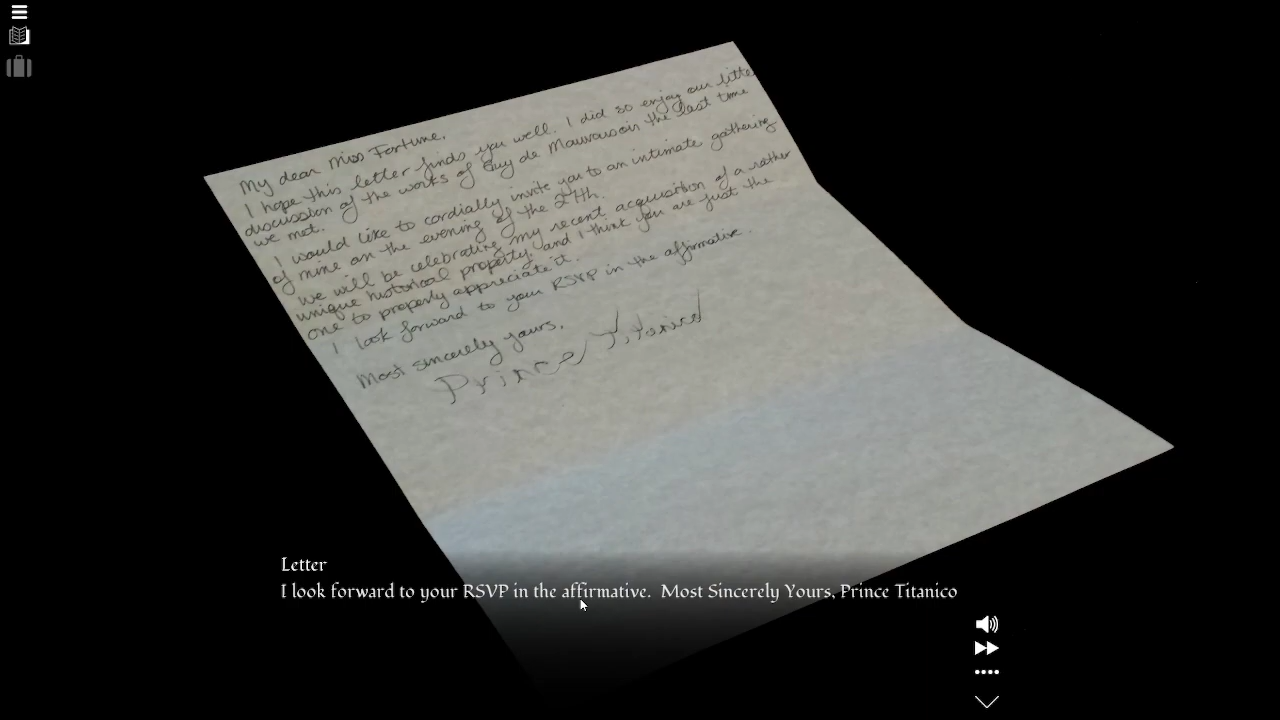 My dear Miss Fortune,
I hope this letter finds you well. I did so enjoy our little
discussion of the works of Guy de Mauvousoir the last time
we met.
I would like to cordially invite you to an intimate gathering
of mine on the evening of the 27th.
We will be celebrating my recent acquisition of a rather
unique historical property, and I think you are just the
one to properly appreciate it.
I look forward to your RSVP in the affirmative.
Most sincerely yours,
Prince Titanico
Letter
I look forward to your RSVP in the affirmative.  Most Sincerely Yours, Prince Titanico